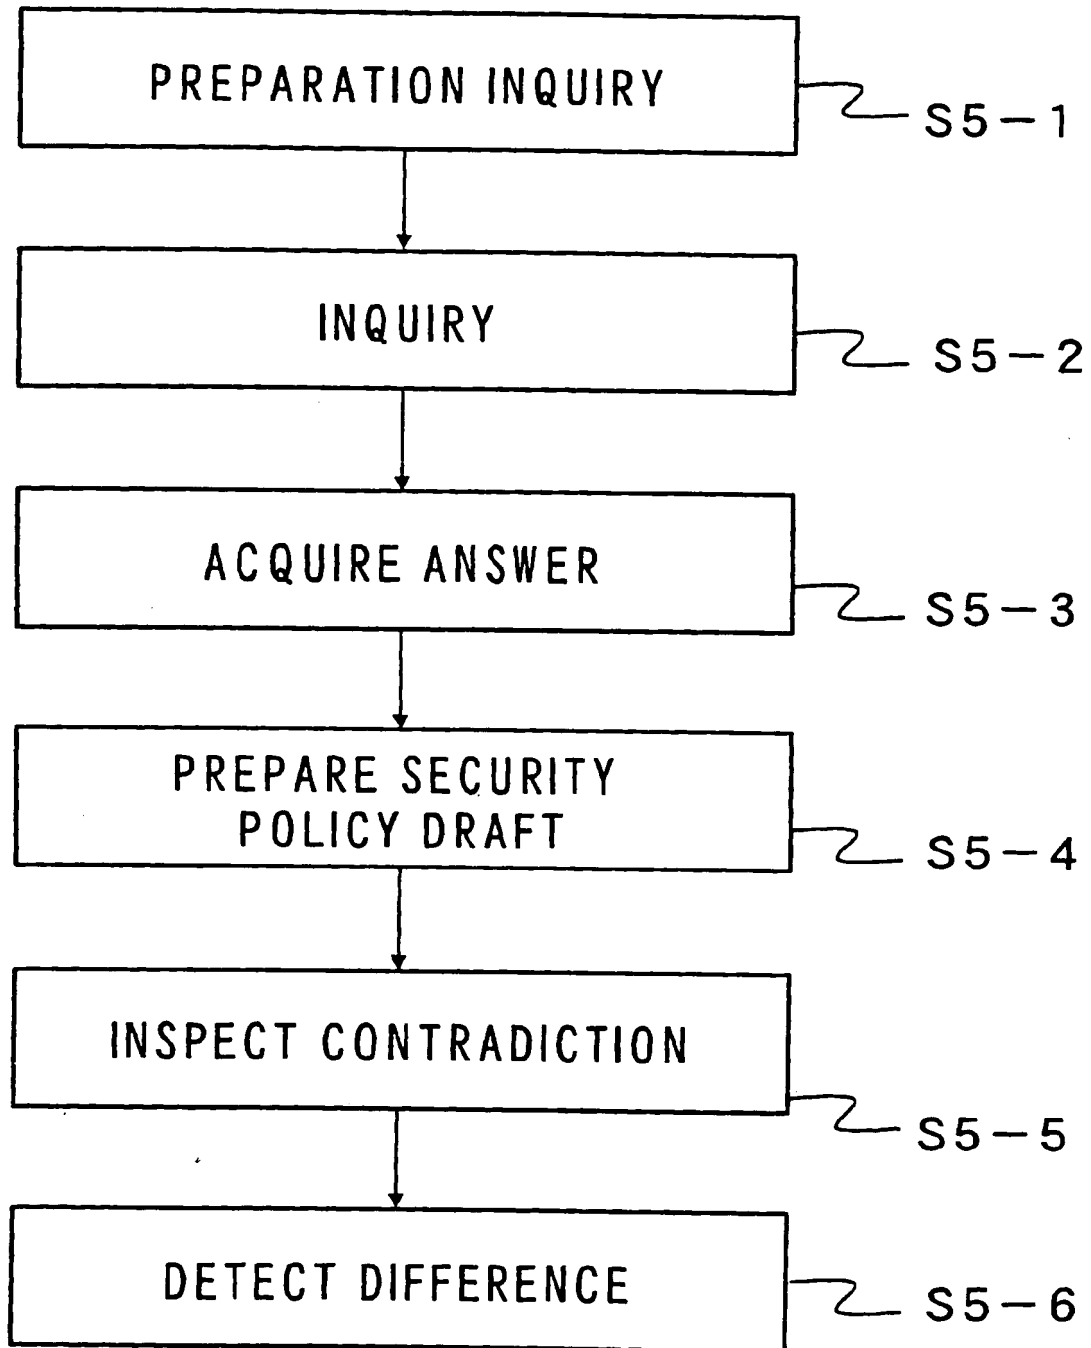 PREPARATION INQUIRY
S5-1
INQUIRY
S5-2
ACQUIRE ANSWER
S5-3
PREPARE SECURITY
POLICY DRAFT
S5-4
INSPECT CONTRADICTION
S5-5
DETECT DIFFERENCE
S5-6